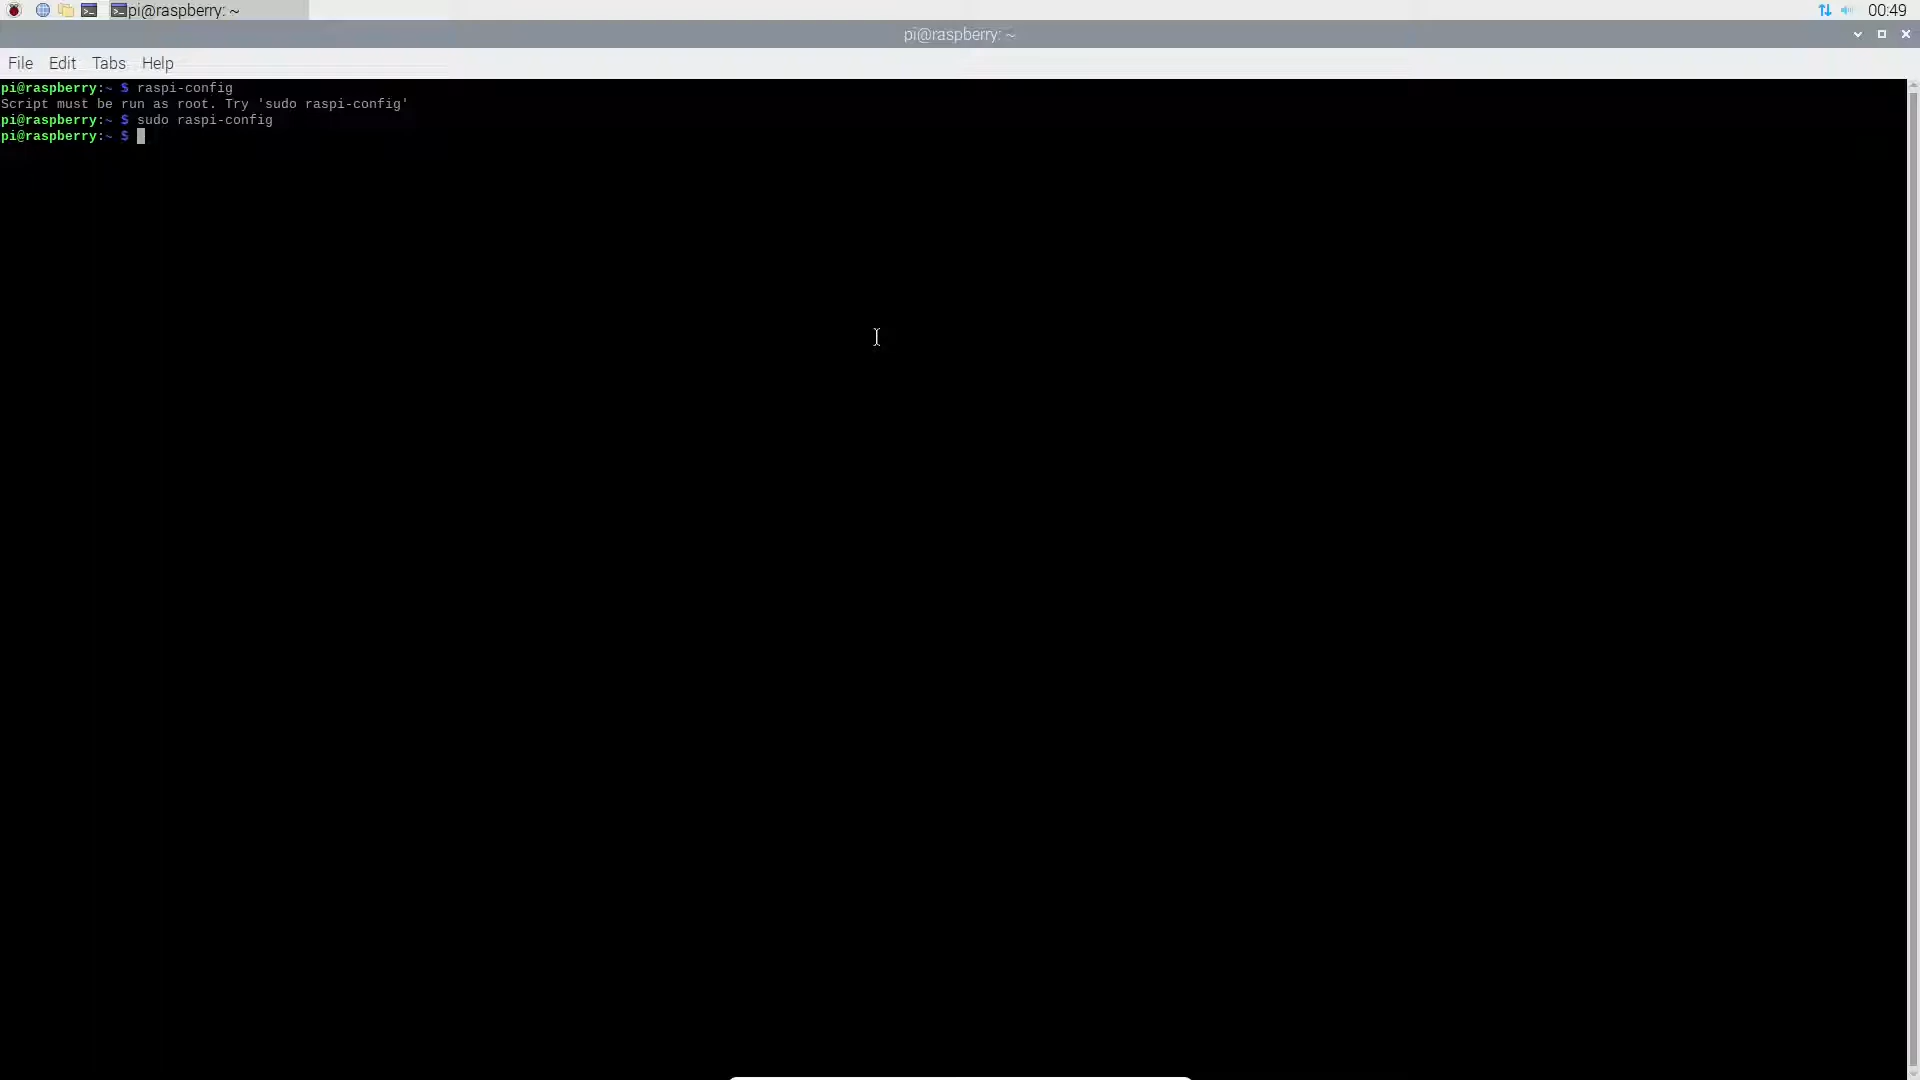 pi@raspberry: ~ 00:49
pi@raspberry: ~
File Edit Tabs Help
pi@raspberry:~ $ raspi-config
Script must be run as root. Try 'sudo raspi-config'
pi@raspberry:~ $ sudo raspi-config
pi@raspberry:~ $